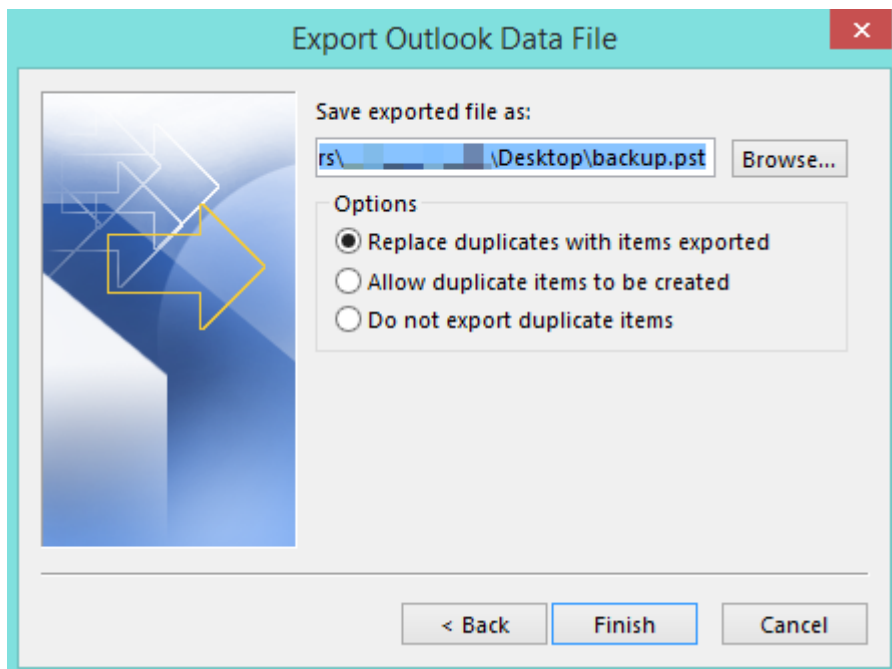 Export Outlook Data File
Save exported file as:
rs\ \Desktop\backup.pst
Browse...
Options
Replace duplicates with items exported
Allow duplicate items to be created
Do not export duplicate items
< Back
Finish
Cancel